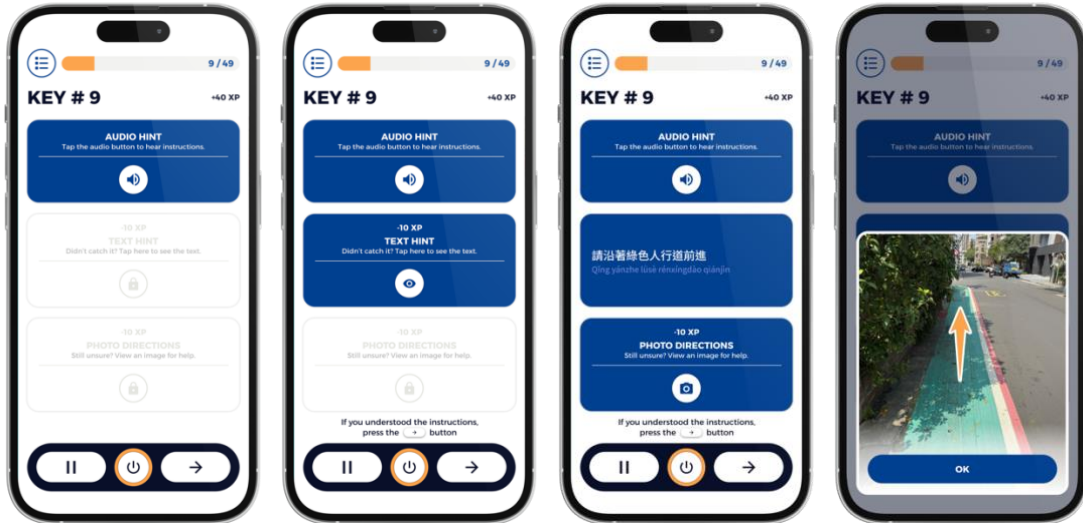 9 / 49
KEY # 9
+40 XP
AUDIO HINT
Tap the audio button to hear instructions.
-10 XP
TEXT HINT
Didn't catch it? Tap here to see the text.
-10 XP
PHOTO DIRECTIONS
Still unsure? View an image for help.
9 / 49
KEY # 9
+40 XP
AUDIO HINT
Tap the audio button to hear instructions.
-10 XP
TEXT HINT
Didn't catch it? Tap here to see the text.
-10 XP
PHOTO DIRECTIONS
Still unsure? View an image for help.
If you understood the instructions,
press the → button
9 / 49
KEY # 9
+40 XP
AUDIO HINT
Tap the audio button to hear instructions.
請沿著綠色人行道前進
Qǐng yánzhe lǜsè rénxíngdào qiánjìn
-10 XP
PHOTO DIRECTIONS
Still unsure? View an image for help.
If you understood the instructions,
press the → button
9 / 49
KEY # 9
+40 XP
AUDIO HINT
Tap the audio button to hear instructions
OK